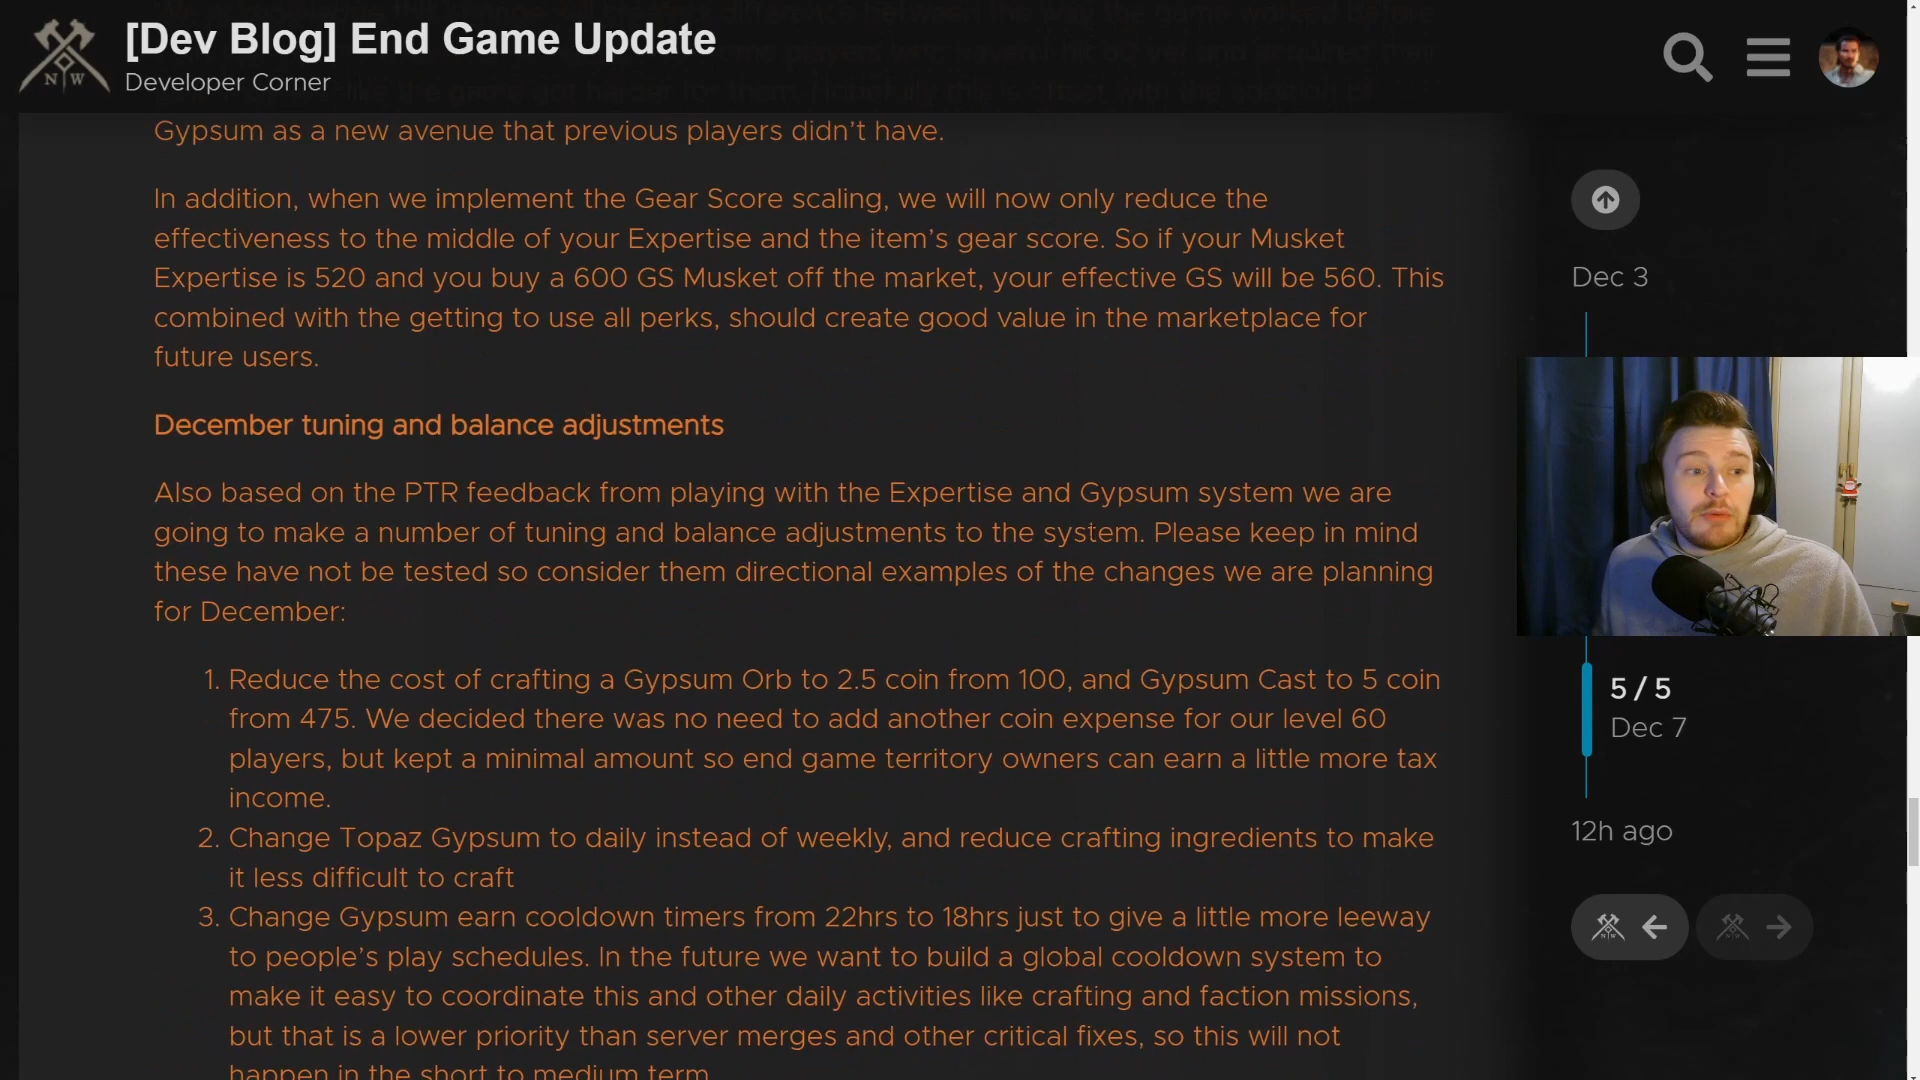 [Dev Blog] End Game Update
Developer Corner
N W
Gypsum as a new avenue that previous players didn't have.
In addition, when we implement the Gear Score scaling, we will now only reduce the
effectiveness to the middle of your Expertise and the item's gear score. So if your Musket
Expertise is 520 and you buy a 600 GS Musket off the market, your effective GS will be 560. This
combined with the getting to use all perks, should create good value in the marketplace for
future users.
December tuning and balance adjustments
Also based on the PTR feedback from playing with the Expertise and Gypsum system we are
going to make a number of tuning and balance adjustments to the system. Please keep in mind
these have not be tested so consider them directional examples of the changes we are planning
for December:
1. Reduce the cost of crafting a Gypsum Orb to 2.5 coin from 100, and Gypsum Cast to 5 coin
from 475. We decided there was no need to add another coin expense for our level 60
players, but kept a minimal amount so end game territory owners can earn a little more tax
income.
2. Change Topaz Gypsum to daily instead of weekly, and reduce crafting ingredients to make
it less difficult to craft
3. Change Gypsum earn cooldown timers from 22hrs to 18hrs just to give a little more leeway
to people's play schedules. In the future we want to build a global cooldown system to
make it easy to coordinate this and other daily activities like crafting and faction missions,
but that is a lower priority than server merges and other critical fixes, so this will not
happen in the short to medium term
Dec 3
5 / 5
Dec 7
12h ago